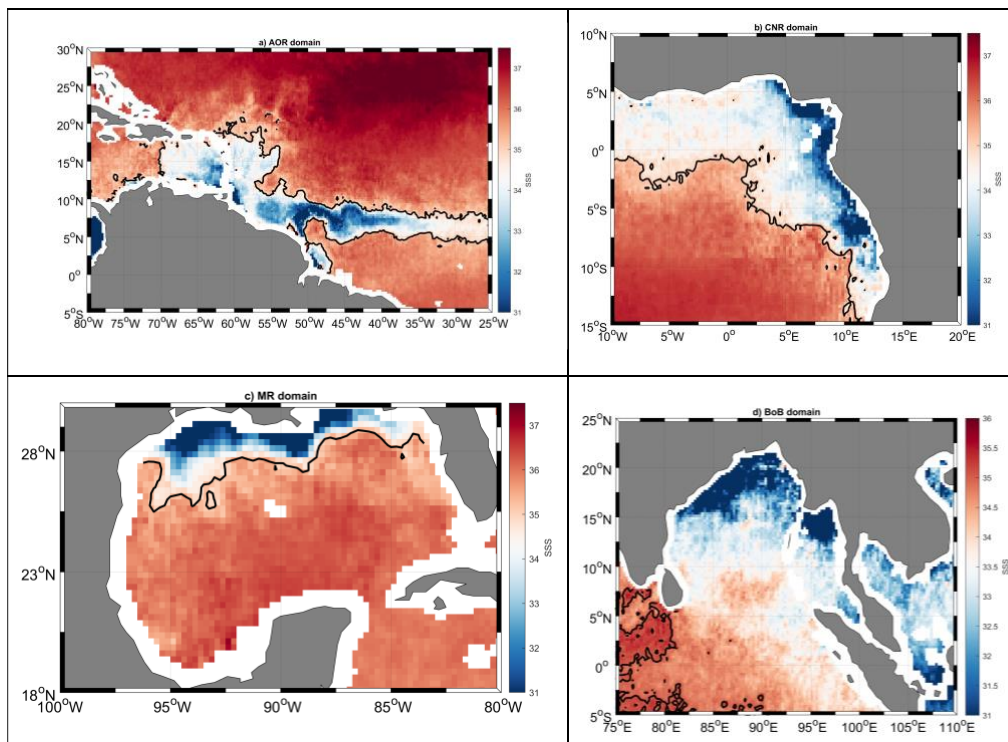 a) AOR domain
30°N
25°N
20°N
15°N
10°N
5°N
0°
5°S
80°W 75°W 70°W 65°W 60°W 55°W 50°W 45°W 40°W 35°W 30°W 25°W
37
36
35
34
33
32
31
SSS
b) CNR domain
10°N
5°N
0°
5°S
10°S
15°S
10°W 5°W 0° 5°E 10°E 15°E 20°E
37
36
35
34
33
32
31
SSS
c) MR domain
28°N
23°N
18°N
100°W 95°W 90°W 85°W 80°W
37
36
35
34
33
32
31
SSS
d) BoB domain
25°N
20°N
15°N
10°N
5°N
0°
5°S
75°E 80°E 85°E 90°E 95°E 100°E 105°E 110°E
36
35.5
35
34.5
34
33.5
33
32.5
32
31.5
31
SSS